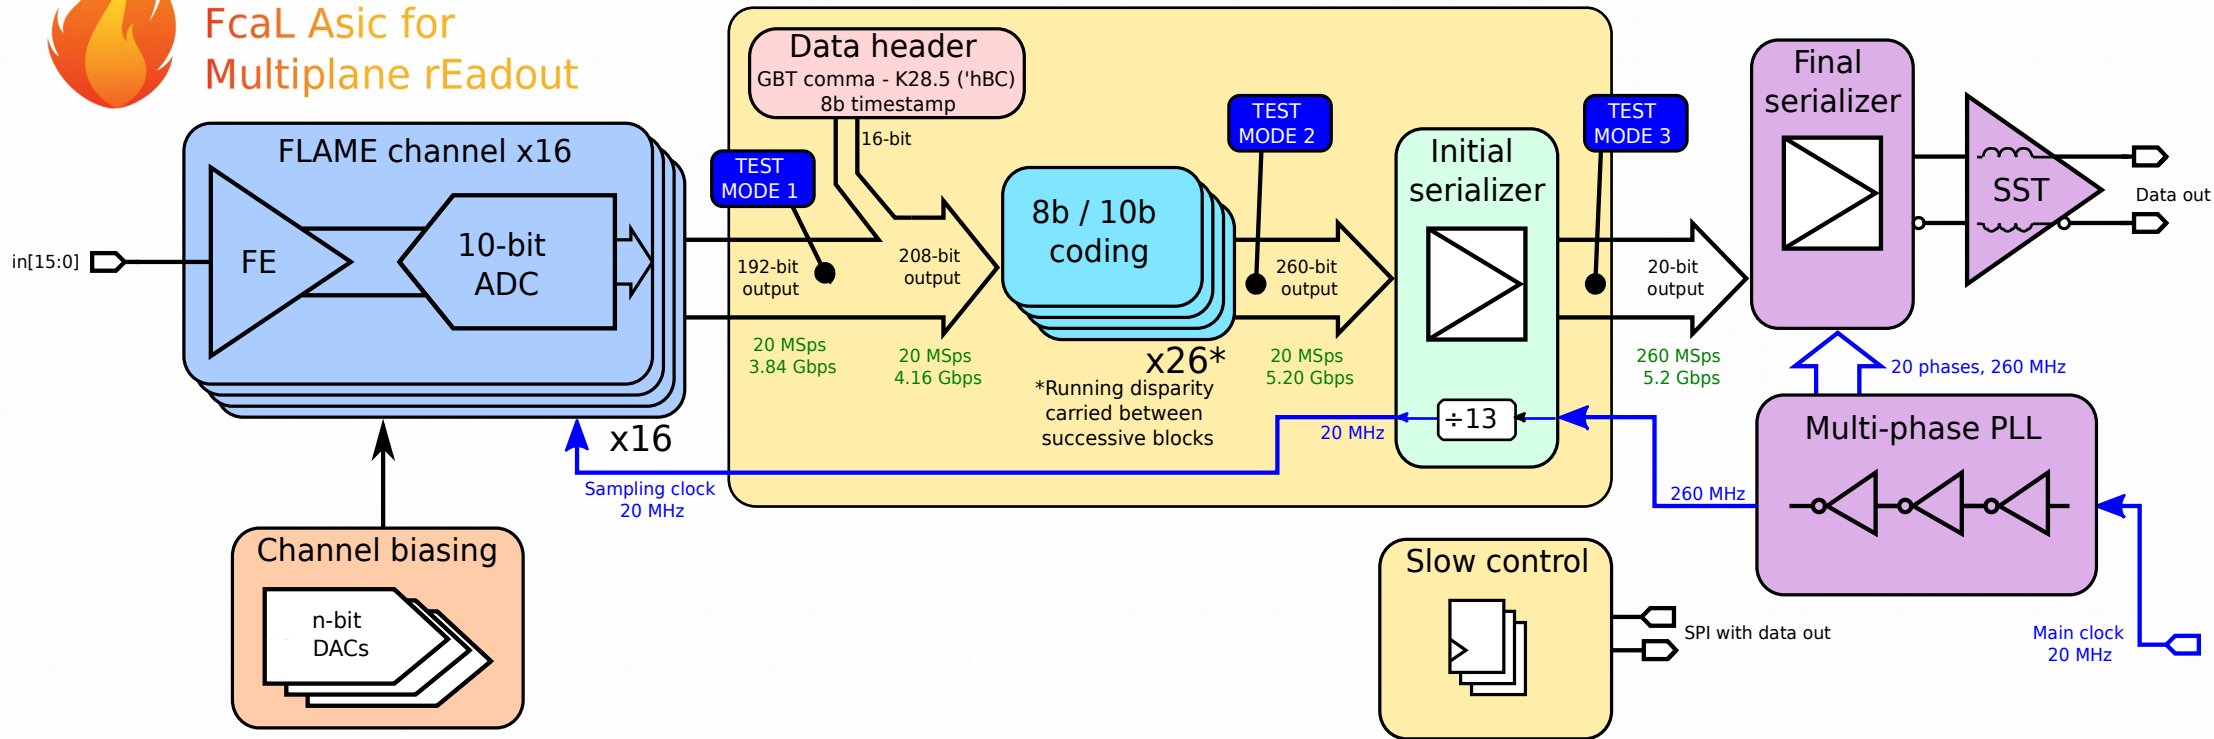 FcaL Asic for
Multiplane rEadout
FLAME channel x16
in[15:0]
FE
10-bit
ADC
x16
Channel biasing
n-bit
DACs
Data header
GBT comma - K28.5 ('hBC)
8b timestamp
16-bit
TEST
MODE 1
192-bit
output
20 MSps
3.84 Gbps
208-bit
output
20 MSps
4.16 Gbps
8b / 10b
coding
x26*
*Running disparity
carried between
successive blocks
TEST
MODE 2
260-bit
output
20 MSps
5.20 Gbps
Initial
serializer
÷13
20 MHz
Sampling clock
20 MHz
TEST
MODE 3
20-bit
output
260 MSps
5.2 Gbps
Final
serializer
SST
Data out
20 phases, 260 MHz
Multi-phase PLL
260 MHz
Main clock
20 MHz
Slow control
SPI with data out